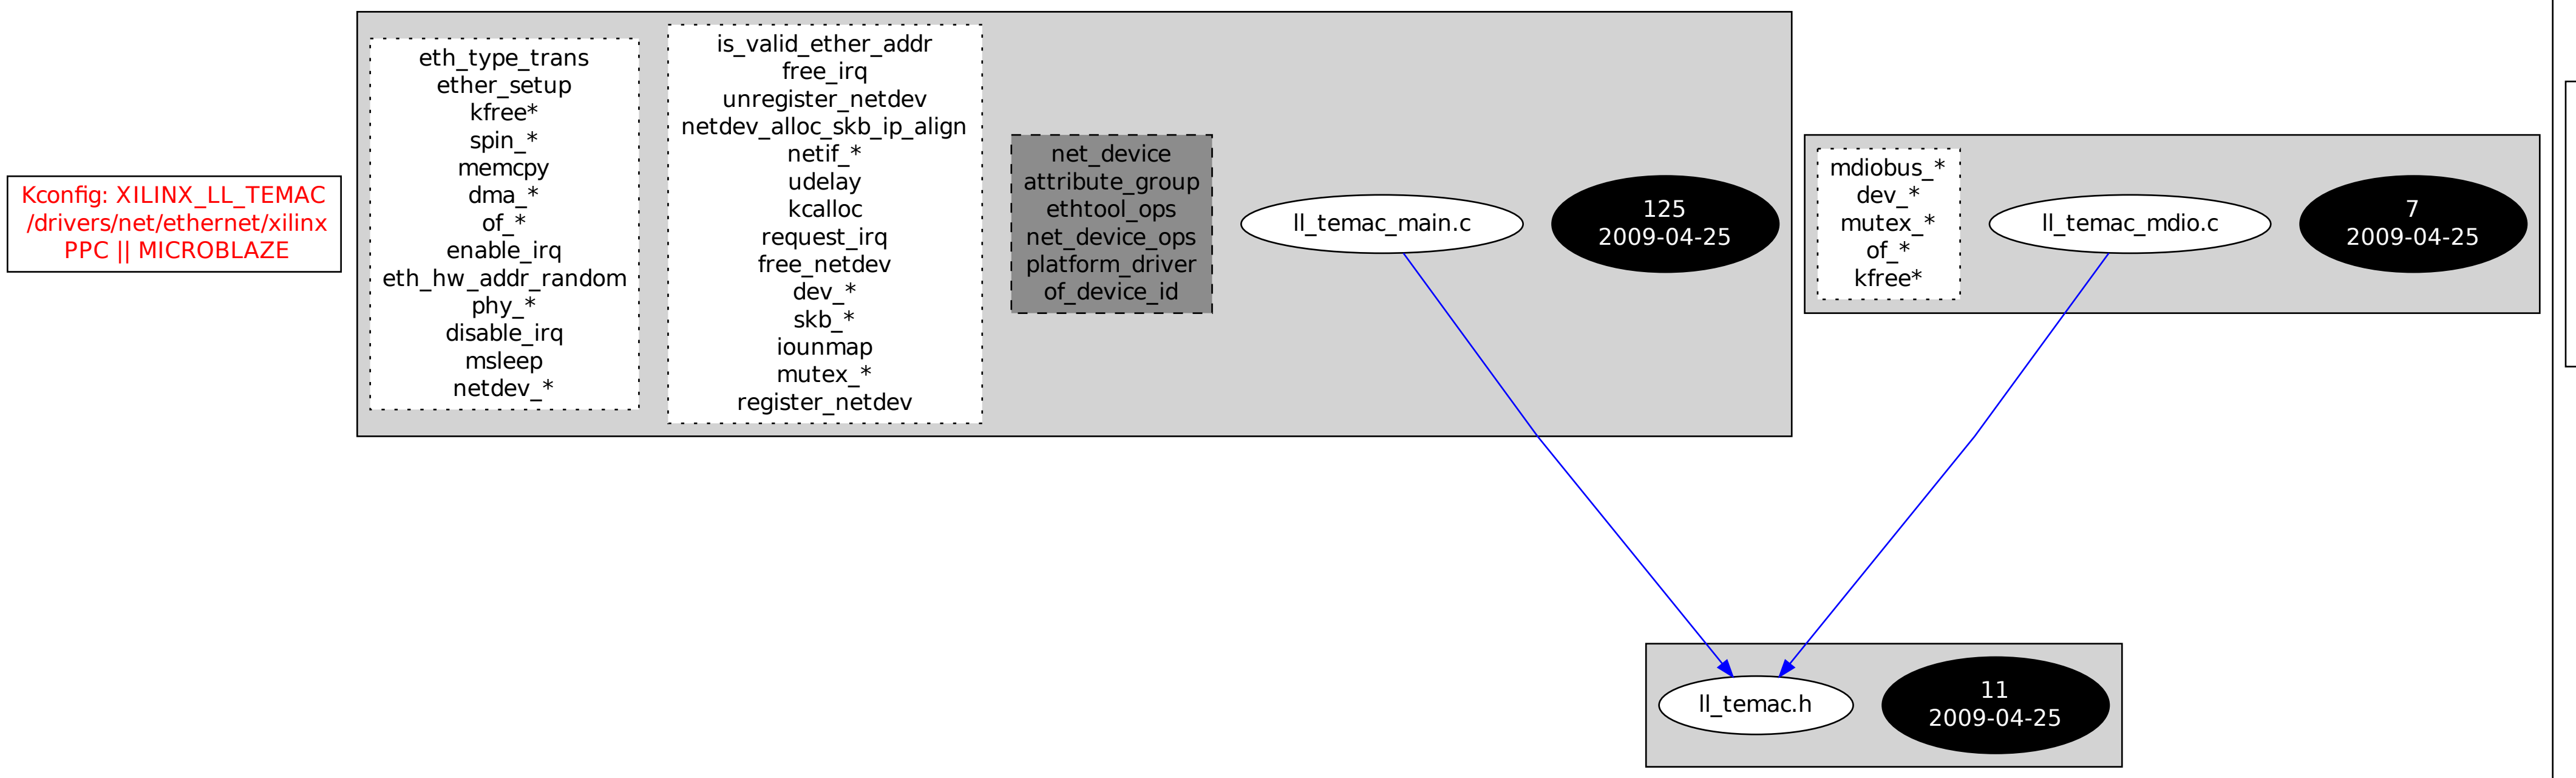 Kconfig: XILINX_LL_TEMAC
/drivers/net/ethernet/xilinx
PPC || MICROBLAZE
eth_type_trans
ether_setup
kfree*
spin_*
memcpy
dma_*
of_*
enable_irq
eth_hw_addr_random
phy_*
disable_irq
msleep
netdev_*
is_valid_ether_addr
free_irq
unregister_netdev
netdev_alloc_skb_ip_align
netif_*
udelay
kcalloc
request_irq
free_netdev
dev_*
skb_*
iounmap
mutex_*
register_netdev
net_device
attribute_group
ethtool_ops
net_device_ops
platform_driver
of_device_id
ll_temac_main.c
125
2009-04-25
mdiobus_*
dev_*
mutex_*
of_*
kfree*
ll_temac_mdio.c
7
2009-04-25
ll_temac.h
11
2009-04-25